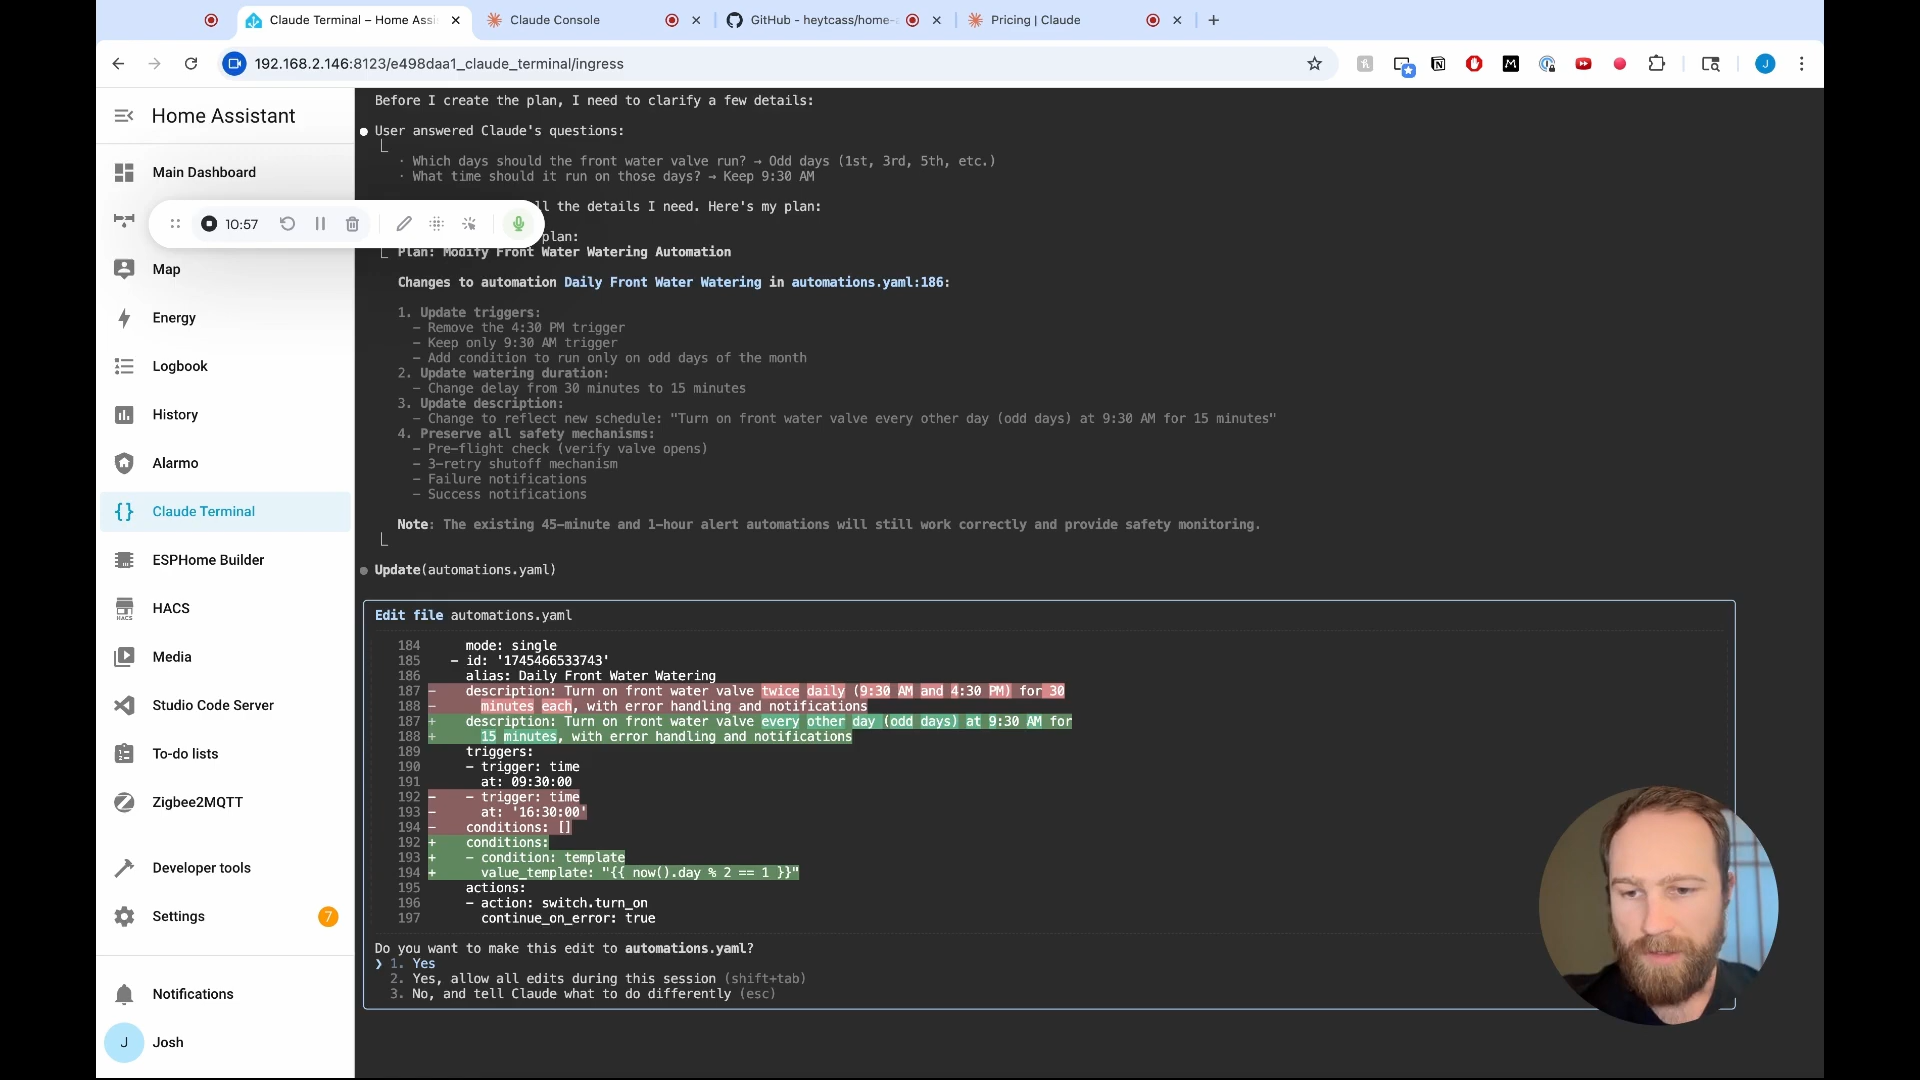 Claude Terminal – Home Assi
Claude Console
GitHub - heytcass/home-a
Pricing | Claude
192.168.2.146:8123/e498daa1_claude_terminal/ingress
Home Assistant
Main Dashboard
10:57
Map
Energy
Logbook
History
Alarmo
Claude Terminal
ESPHome Builder
HACS
HACS
Media
Studio Code Server
To-do lists
Zigbee2MQTT
Developer tools
Settings
7
Notifications
J
Josh
J
Before I create the plan, I need to clarify a few details:
User answered Claude's questions:
· Which days should the front water valve run? → Odd days (1st, 3rd, 5th, etc.)
· What time should it run on those days? → Keep 9:30 AM
ll the details I need. Here's my plan:
plan:
Plan: Modify Front Water Watering Automation
Changes to automation Daily Front Water Watering in automations.yaml:186:
1. Update triggers:
– Remove the 4:30 PM trigger
– Keep only 9:30 AM trigger
– Add condition to run only on odd days of the month
2. Update watering duration:
– Change delay from 30 minutes to 15 minutes
3. Update description:
– Change to reflect new schedule: "Turn on front water valve every other day (odd days) at 9:30 AM for 15 minutes"
4. Preserve all safety mechanisms:
– Pre-flight check (verify valve opens)
– 3-retry shutoff mechanism
– Failure notifications
– Success notifications
Note: The existing 45-minute and 1-hour alert automations will still work correctly and provide safety monitoring.
Update(automations.yaml)
Edit file automations.yaml
184 mode: single
185 - id: '1745466533743'
186 alias: Daily Front Water Watering
187 - description: Turn on front water valve twice daily (9:30 AM and 4:30 PM) for 30
188 - minutes each, with error handling and notifications
187 + description: Turn on front water valve every other day (odd days) at 9:30 AM for
188 + 15 minutes, with error handling and notifications
189 triggers:
190 - trigger: time
191 at: 09:30:00
192 - - trigger: time
193 - at: '16:30:00'
194 - conditions: []
192 + conditions:
193 + - condition: template
194 + value_template: "{{ now().day % 2 == 1 }}"
195 actions:
196 - action: switch.turn_on
197 continue_on_error: true
Do you want to make this edit to automations.yaml?
❯ 1. Yes
2. Yes, allow all edits during this session (shift+tab)
3. No, and tell Claude what to do differently (esc)